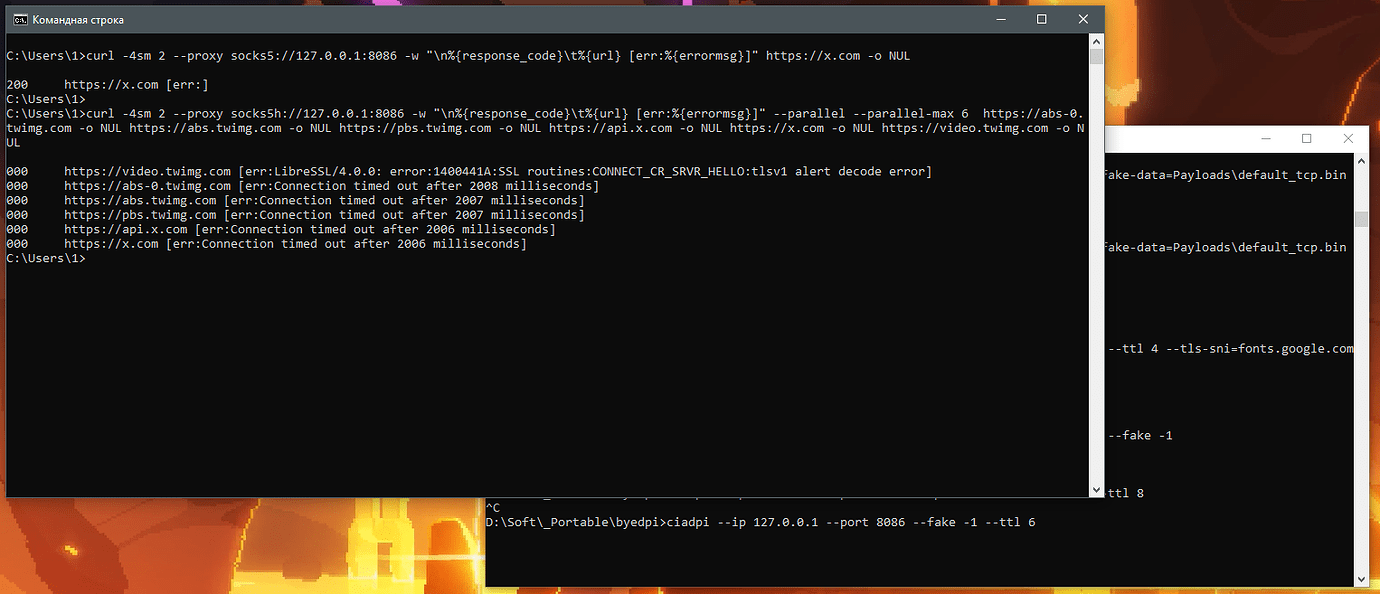 Командная строка
C:\Users\1>curl -4sm 2 --proxy socks5://127.0.0.1:8086 -w "\n%{response_code}\t%{url} [err:%{errormsg}]" https://x.com -o NUL
200 https://x.com [err:]
C:\Users\1>
C:\Users\1>curl -4sm 2 --proxy socks5h://127.0.0.1:8086 -w "\n%{response_code}\t%{url} [err:%{errormsg}]" --parallel --parallel-max 6  https://abs-0.
twimg.com -o NUL https://abs.twimg.com -o NUL https://pbs.twimg.com -o NUL https://api.x.com -o NUL https://x.com -o NUL https://video.twimg.com -o N
UL
000 https://video.twimg.com [err:LibreSSL/4.0.0: error:1400441A:SSL routines:CONNECT_CR_SRVR_HELLO:tlsv1 alert decode error]
000 https://abs-0.twimg.com [err:Connection timed out after 2008 milliseconds]
000 https://abs.twimg.com [err:Connection timed out after 2007 milliseconds]
000 https://pbs.twimg.com [err:Connection timed out after 2007 milliseconds]
000 https://api.x.com [err:Connection timed out after 2006 milliseconds]
000 https://x.com [err:Connection timed out after 2006 milliseconds]
C:\Users\1>
fake-data=Payloads\default_tcp.bin
fake-data=Payloads\default_tcp.bin
--ttl 4 --tls-sni=fonts.google.com
--fake -1
ttl 8
^C
D:\Soft\_Portable\byedpi>ciadpi --ip 127.0.0.1 --port 8086 --fake -1 --ttl 6